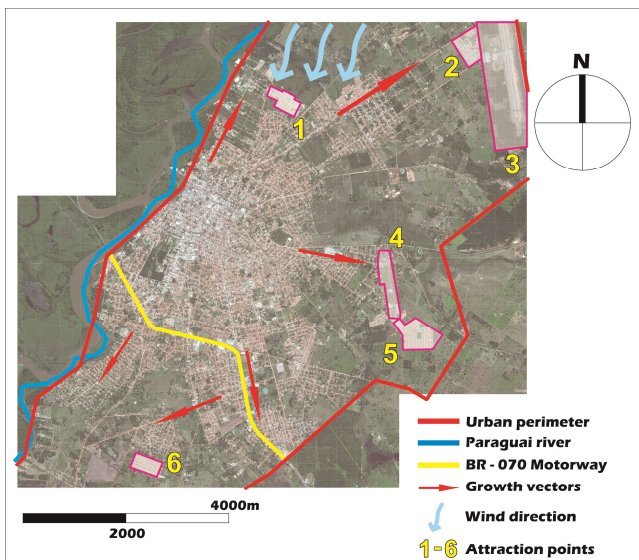 N
1
2
3
4
5
6
Urban perimeter
Paraguai river
BR - 070 Motorway
Growth vectors
Wind direction
1-6 Attraction points
4000m
2000